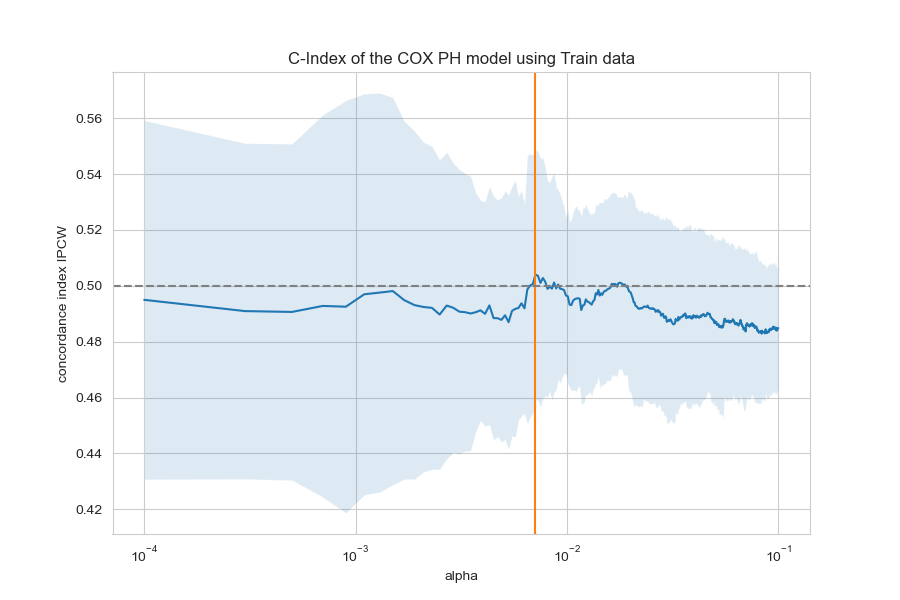 C-Index of the COX PH model using Train data
concordance index IPCW
0.56
0.54
0.52
0.50
0.48
0.46
0.44
0.42
10⁻⁴ 10⁻³ 10⁻² 10⁻¹
alpha